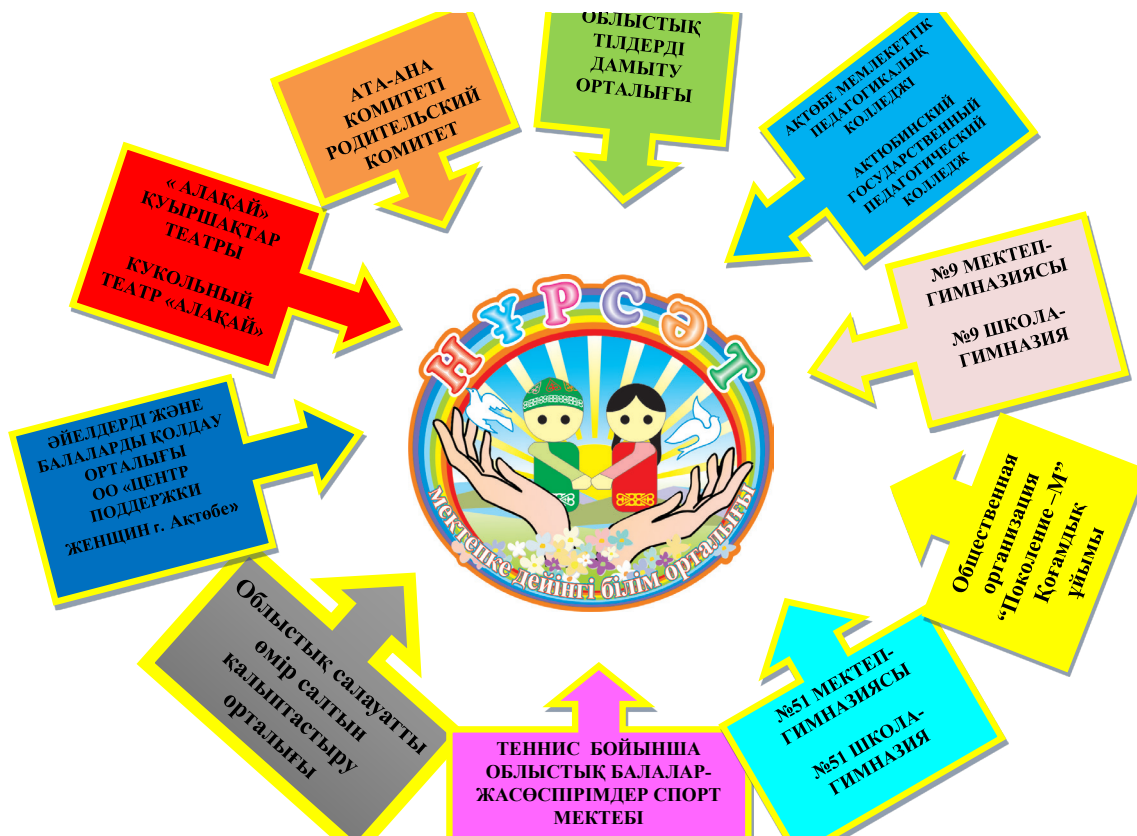 ОБЛЫСТЫҚ
ТІЛДЕРДІ
ДАМЫТУ
ОРТАЛЫҒЫ
АТА-АНА
КОМИТЕТІ
РОДИТЕЛЬСКИЙ
КОМИТЕТ
АҚТӨБЕ МЕМЛЕКЕТТІК
ПЕДАГОГИКАЛЫҚ
КОЛЛЕДЖІ
АКТЮБИНСКИЙ
ГОСУДАРСТВЕННЫЙ
ПЕДАГОГИЧЕСКИЙ
КОЛЛЕДЖ
« АЛАҚАЙ»
ҚУЫРШАҚТАР
ТЕАТРЫ
КУКОЛЬНЫЙ
ТЕАТР «АЛАҚАЙ»
№9 МЕКТЕП-
ГИМНАЗИЯСЫ
№9 ШКОЛА-
ГИМНАЗИЯ
НҰРСӘТ
мектепке дейінгі білім орталығы
ӘЙЕЛДЕРДІ ЖӘНЕ
БАЛАЛАРДЫ ҚОЛДАУ
ОРТАЛЫҒЫ
ОО «ЦЕНТР
ПОДДЕРЖКИ
ЖЕНЩИН г. Ақтөбе»
Общественная
организация
“Поколение –М”
Қоғамдық
ұйымы
Облыстық салауатты
өмір салтын
қалыптастыру
орталығы
№51 МЕКТЕП-
ГИМНАЗИЯСЫ
№51 ШКОЛА-
ГИМНАЗИЯ
ТЕННИС БОЙЫНША
ОБЛЫСТЫҚ БАЛАЛАР-
ЖАСӨСПІРІМДЕР СПОРТ
МЕКТЕБІ